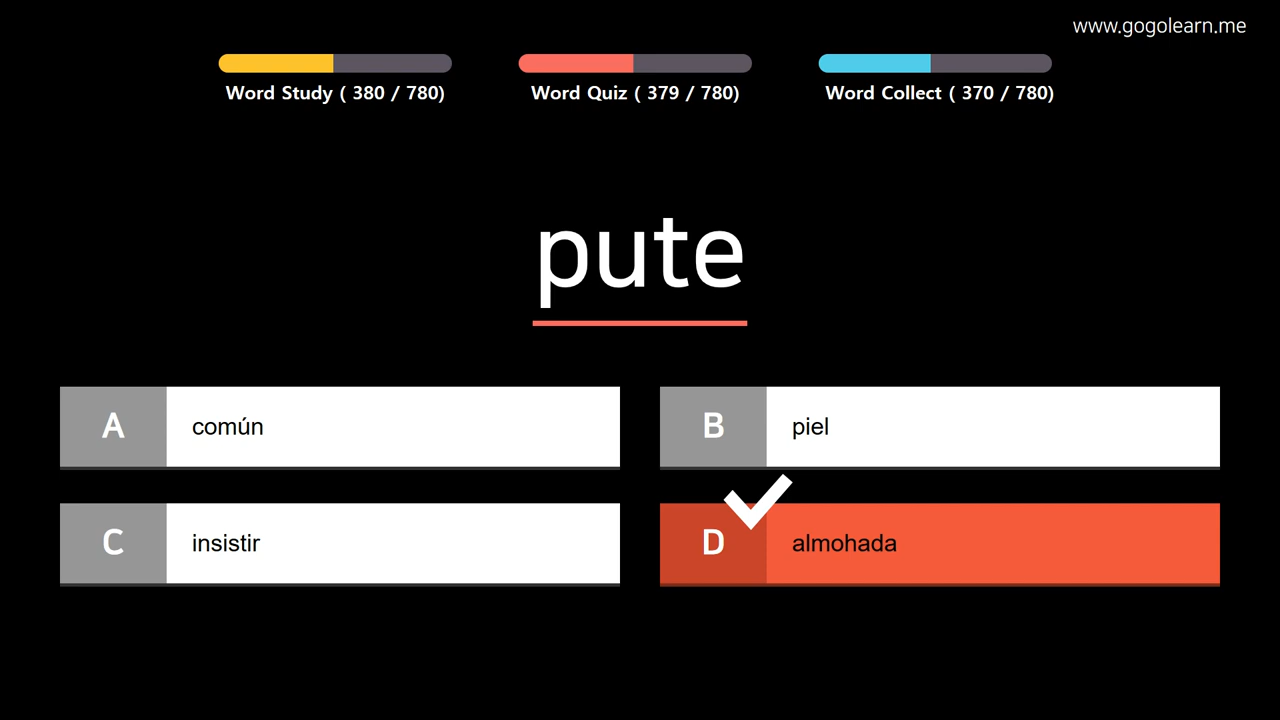 www.gogolearn.me
Word Study ( 380 / 780)
Word Quiz ( 379 / 780)
Word Collect ( 370 / 780)
pute
A común
B piel
C insistir
D almohada